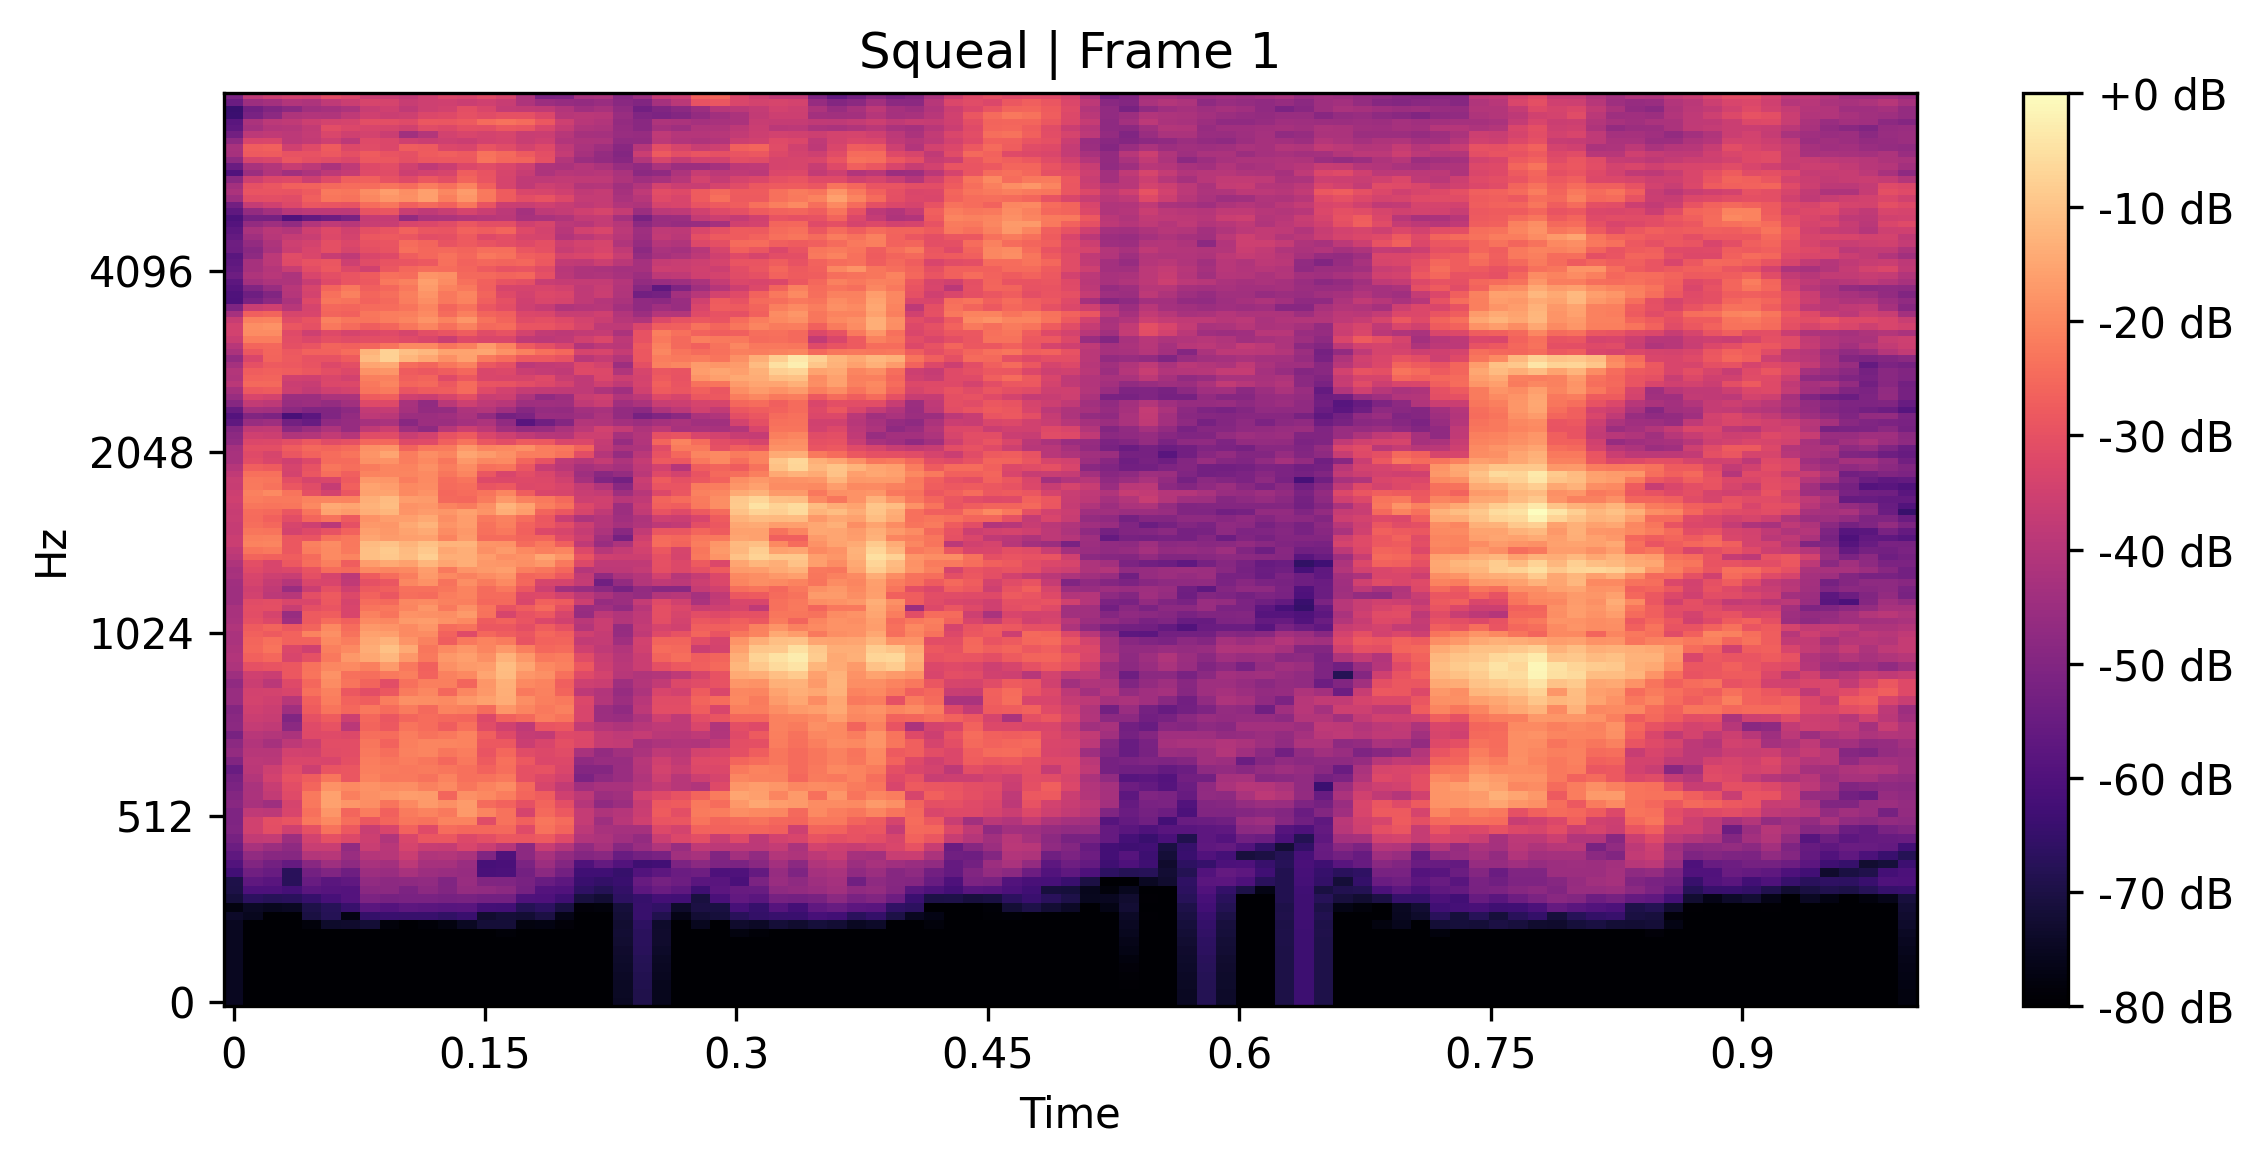 Squeal | Frame 1
+0 dB
-10 dB
-20 dB
-30 dB
-40 dB
-50 dB
-60 dB
-70 dB
-80 dB
Hz
4096
2048
1024
512
0
0 0.15 0.3 0.45 0.6 0.75 0.9
Time